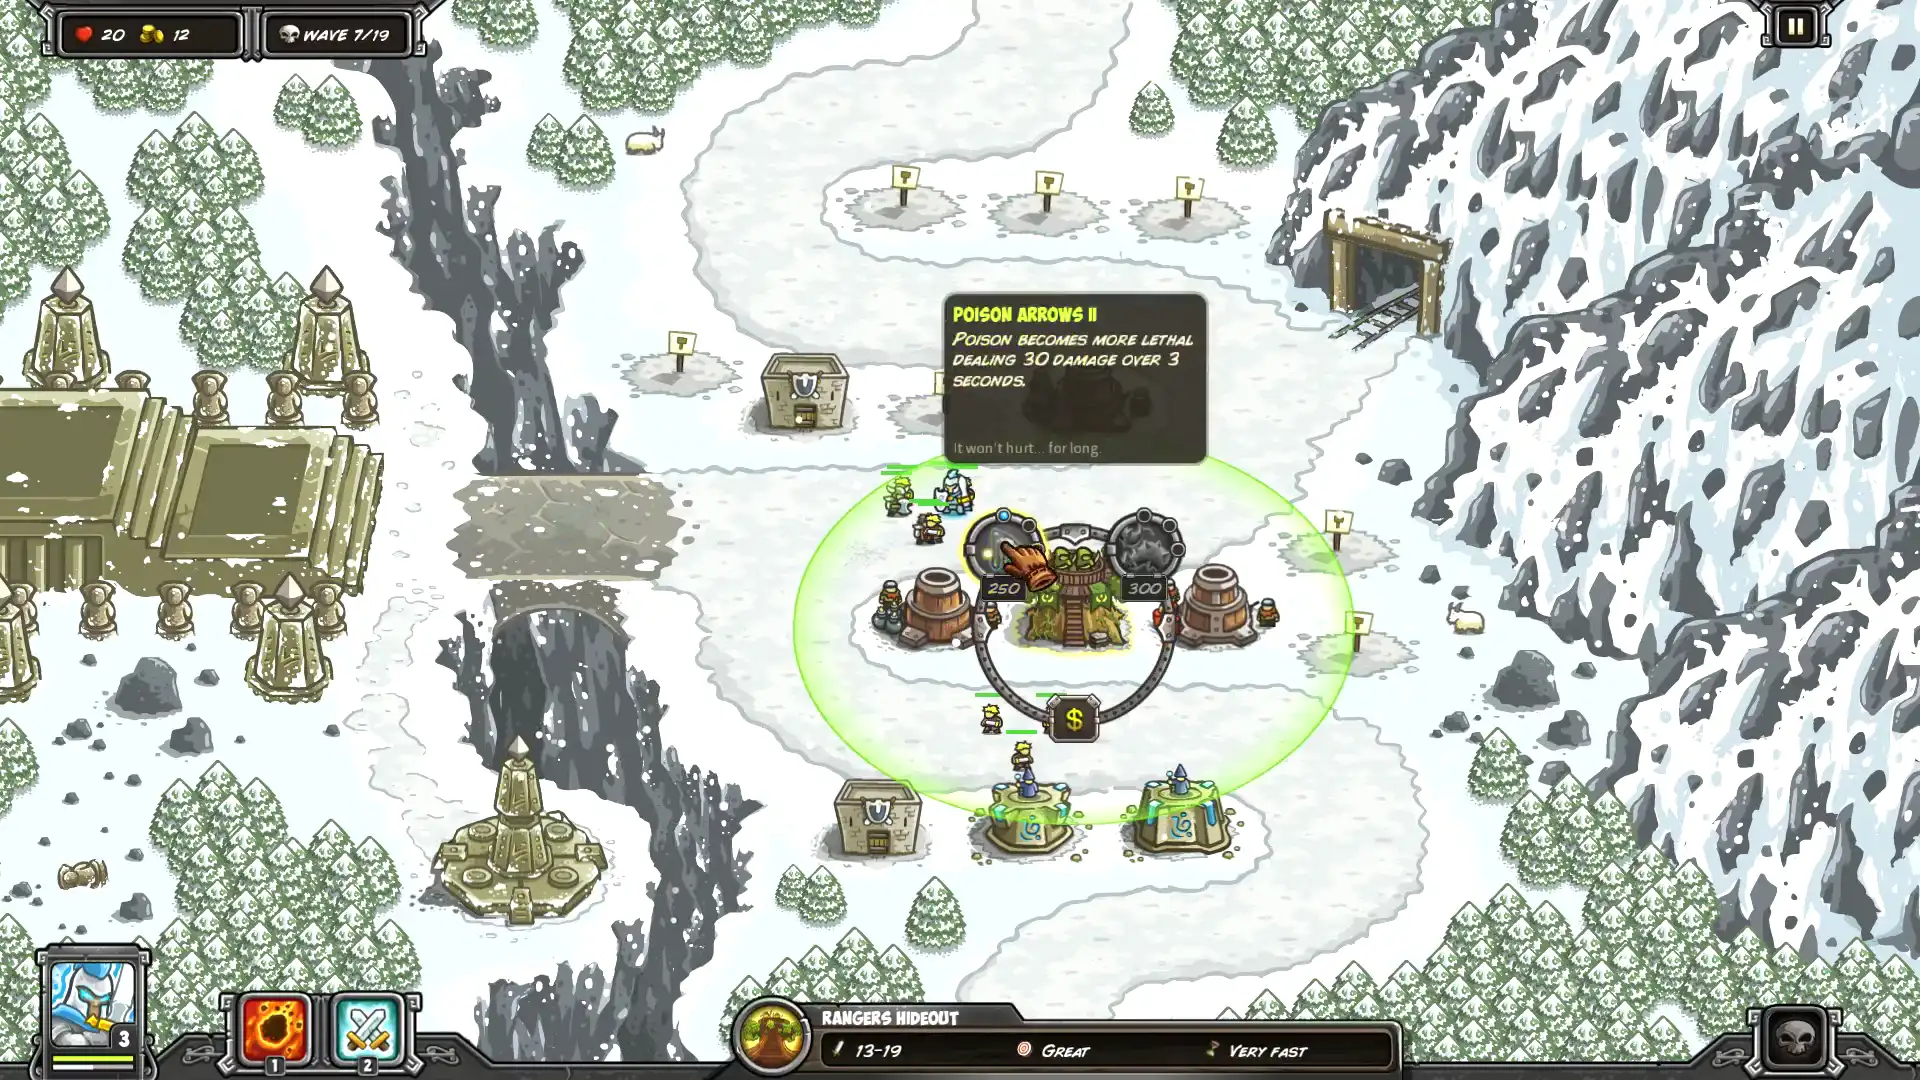 20 12 WAVE 7/19
POISON ARROWS II
POISON BECOMES MORE LETHAL
DEALING 30 DAMAGE OVER 3
SECONDS.
It won't hurt... for long.
250 300
$
3
1 2
RANGERS HIDEOUT
13-19 GREAT VERY FAST